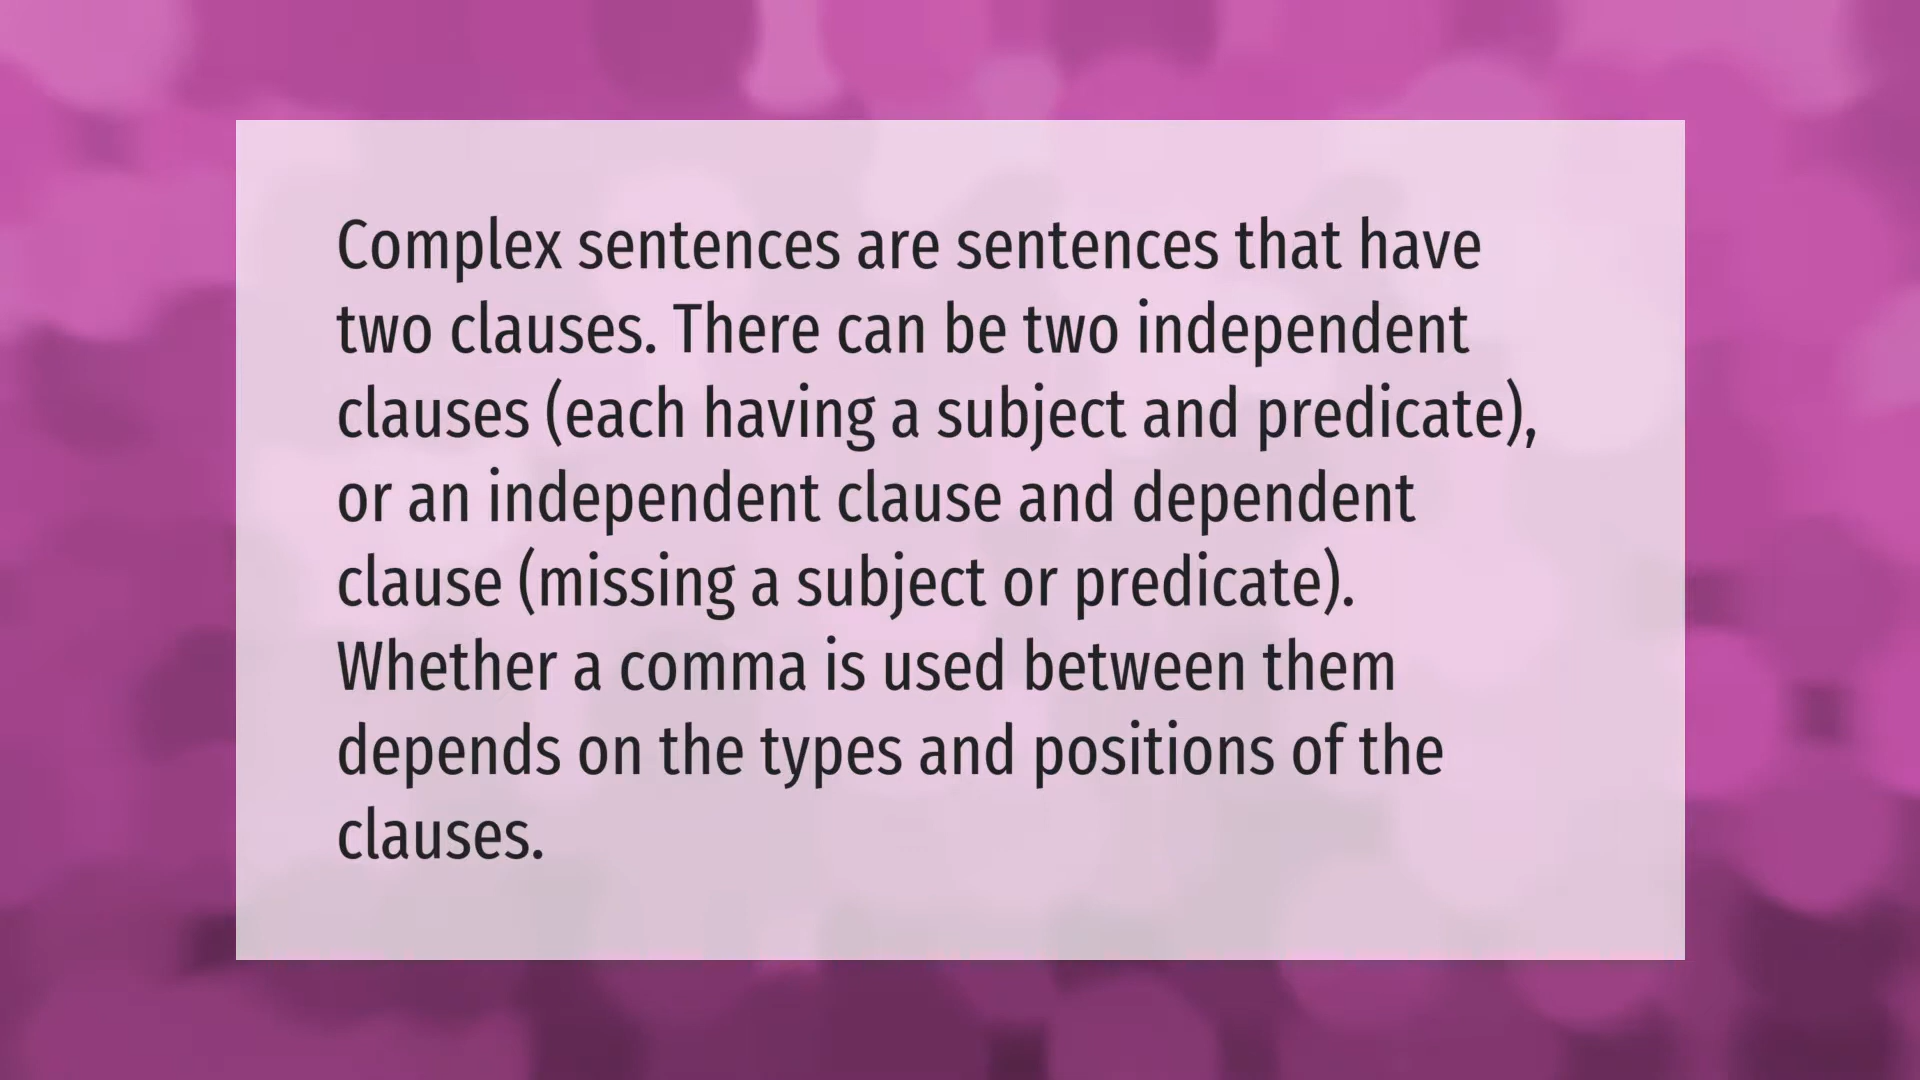 Complex sentences are sentences that have
two clauses. There can be two independent
clauses (each having a subject and predicate),
or an independent clause and dependent
clause (missing a subject or predicate).
Whether a comma is used between them
depends on the types and positions of the
clauses.